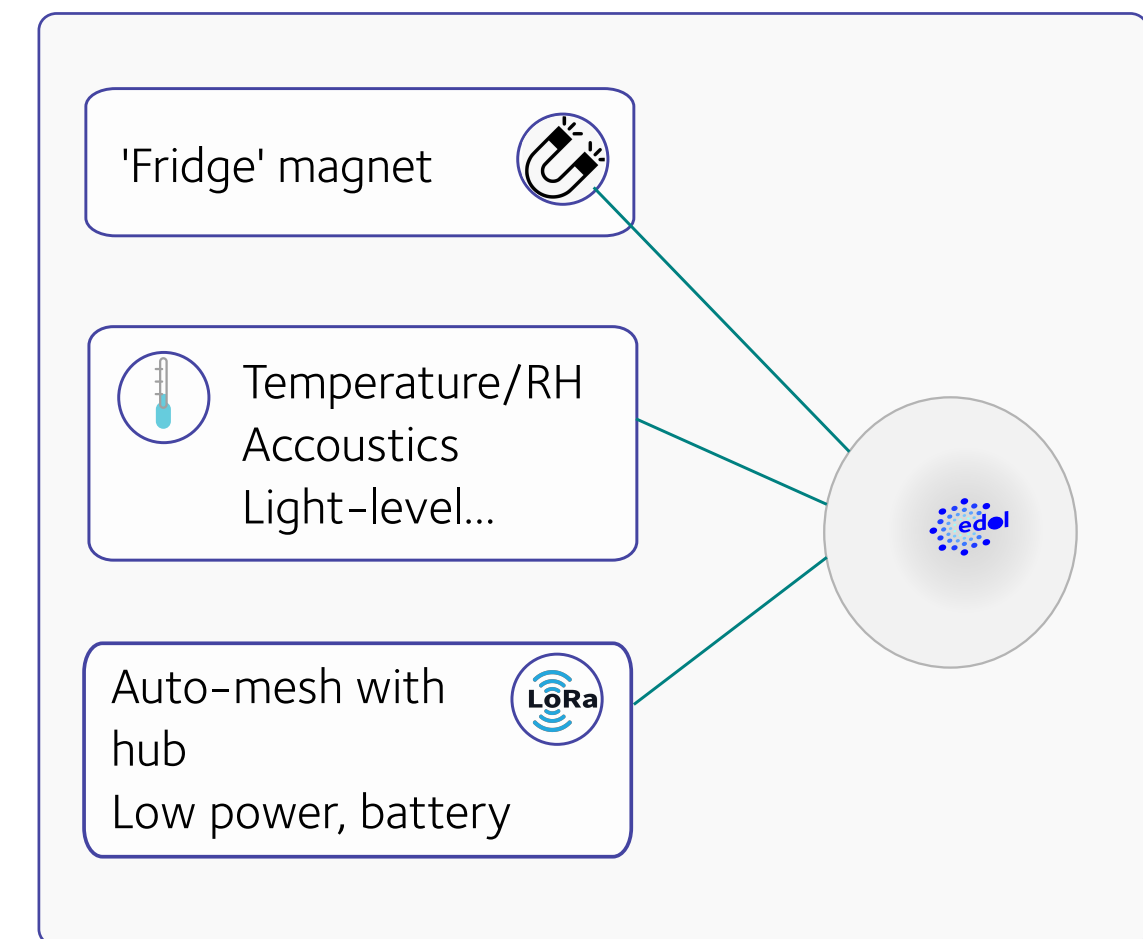 'Fridge' magnet
Temperature/RH
Accoustics
Light-level...
Auto-mesh with
hub
Low power, battery
LoRa
edol